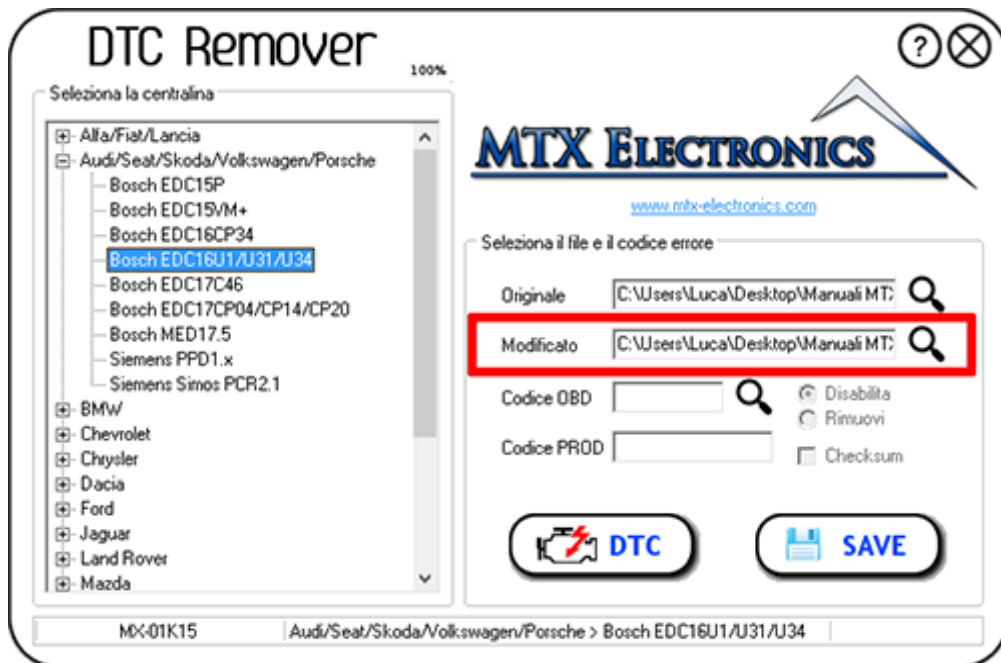 DTC Remover
100%
?
Seleziona la centralina
Alfa/Fiat/Lancia
Audi/Seat/Skoda/Volkswagen/Porsche
Bosch EDC15P
Bosch EDC15VM+
Bosch EDC16CP34
Bosch EDC16U1/U31/U34
Bosch EDC17C46
Bosch EDC17CP04/CP14/CP20
Bosch MED17.5
Siemens PPD1.x
Siemens Simos PCR2.1
BMW
Chevrolet
Chrysler
Dacia
Ford
Jaguar
Land Rover
Mazda
MTX ELECTRONICS
www.mtx-electronics.com
Seleziona il file e il codice errore
Originale C:\Users\Luca\Desktop\Manuali MT
Modificato C:\Users\Luca\Desktop\Manuali MT
Codice OBD
Disabilita
Rimuovi
Codice PROD
Checksum
DTC
SAVE
MX-01K15
Audi/Seat/Skoda/Volkswagen/Porsche > Bosch EDC16U1/U31/U34